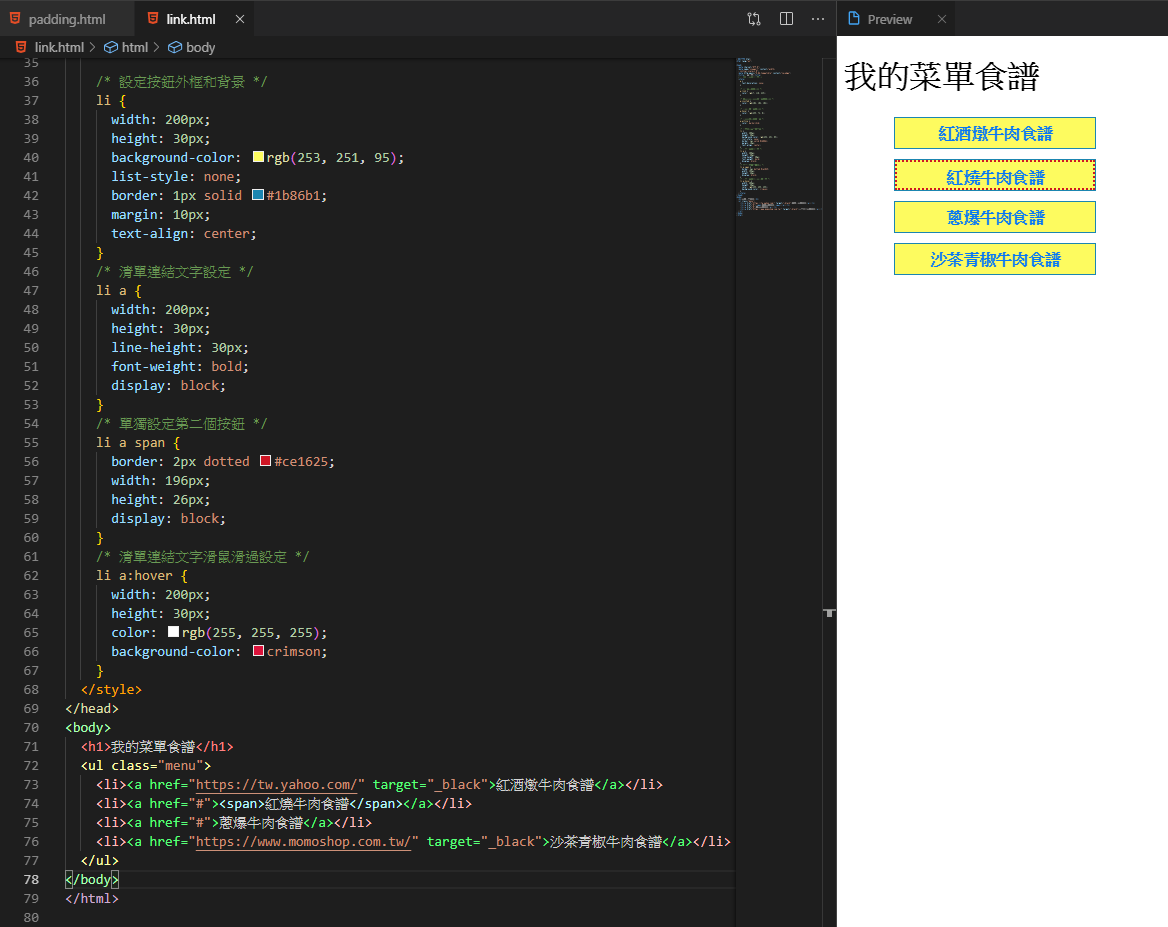 padding.html
link.html
Preview
link.html > html > body
35
36 /* 設定按鈕外框和背景 */
37 li {
38 width: 200px;
39 height: 30px;
40 background-color: rgb(253, 251, 95);
41 list-style: none;
42 border: 1px solid #1b86b1;
43 margin: 10px;
44 text-align: center;
45 }
46 /* 清單連結文字設定 */
47 li a {
48 width: 200px;
49 height: 30px;
50 line-height: 30px;
51 font-weight: bold;
52 display: block;
53 }
54 /* 單獨設定第二個按鈕 */
55 li a span {
56 border: 2px dotted #ce1625;
57 width: 196px;
58 height: 26px;
59 display: block;
60 }
61 /* 清單連結文字滑鼠滑過設定 */
62 li a:hover {
63 width: 200px;
64 height: 30px;
65 color: rgb(255, 255, 255);
66 background-color: crimson;
67 }
68 </style>
69 </head>
70 <body>
71 <h1>我的菜單食譜</h1>
72 <ul class="menu">
73 <li><a href="https://tw.yahoo.com/" target="_black">紅酒燉牛肉食譜</a></li>
74 <li><a href="#"><span>紅燒牛肉食譜</span></a></li>
75 <li><a href="#">蔥爆牛肉食譜</a></li>
76 <li><a href="https://www.momoshop.com.tw/" target="_black">沙茶青椒牛肉食譜</a></li>
77 </ul>
78 </body>
79 </html>
80
我的菜單食譜
紅酒燉牛肉食譜
紅燒牛肉食譜
蔥爆牛肉食譜
沙茶青椒牛肉食譜